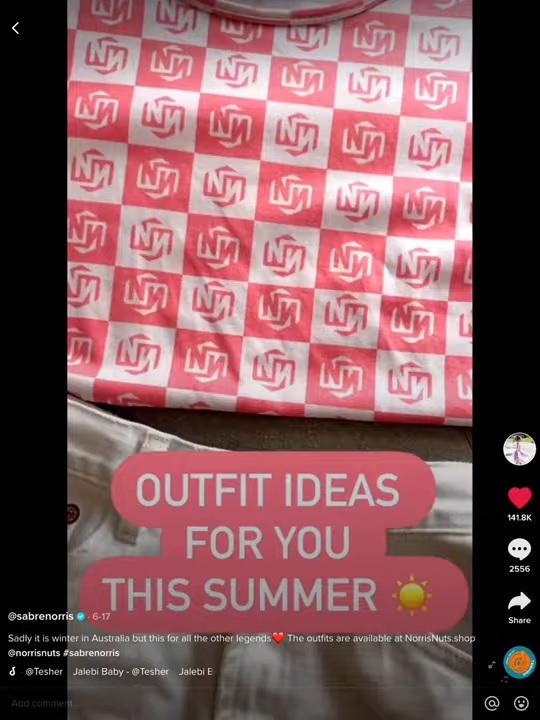 OUTFIT IDEAS
FOR YOU
THIS SUMMER ☀️
@sabrenorris · 6-17
Sadly it is winter in Australia but this for all the other legends❤️ The outfits are available at NorrisNuts.shop
@norrisnuts #sabrenorris
@Tesher Jalebi Baby - @Tesher Jalebi E
141.8K
2556
Share
Add comment...